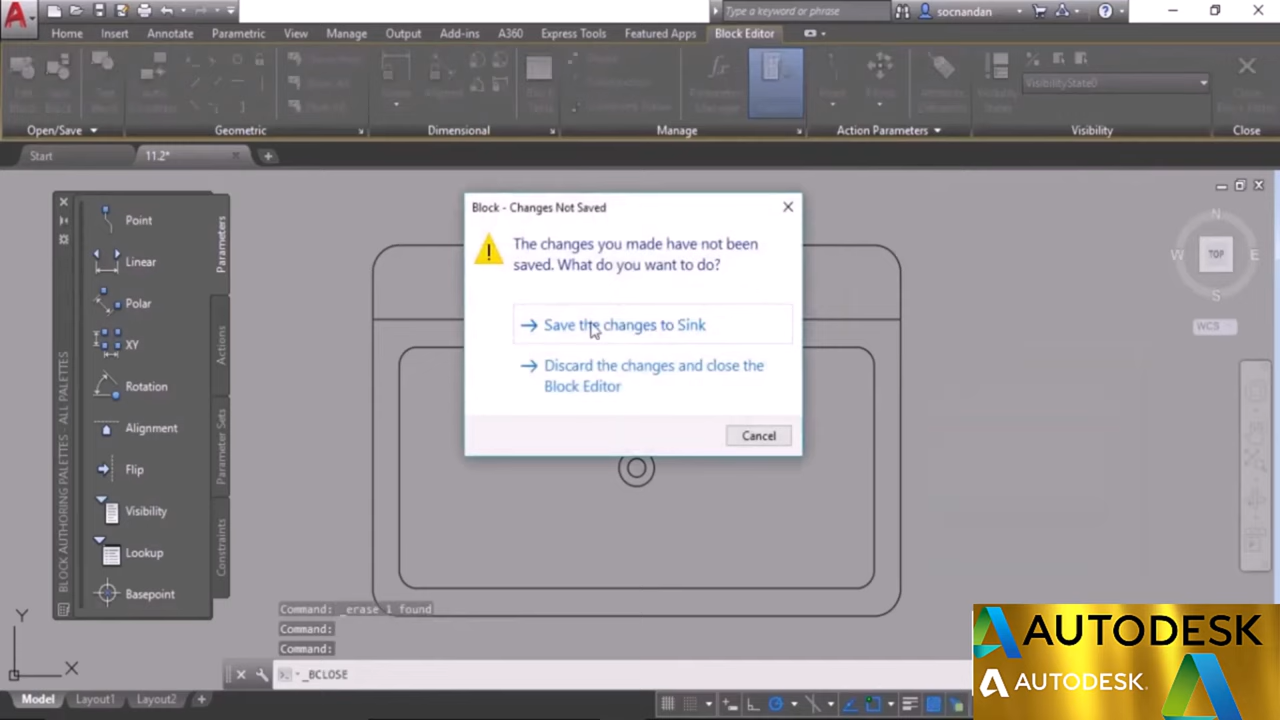 Type a keyword or phrase
socnandan
Home Insert Annotate Parametric View Manage Output Add-ins A360 Express Tools Featured Apps Block Editor
VisibilityState0
Open/Save Geometric Dimensional Manage Action Parameters Visibility Close
Start 11.2*
Block - Changes Not Saved
The changes you made have not been
saved. What do you want to do?
Save the changes to Sink
Discard the changes and close the
Block Editor
Cancel
Point
Linear
Polar
XY
Rotation
Alignment
Flip
Visibility
Lookup
Basepoint
Parameters
Actions
Parameter Sets
Constraints
BLOCK AUTHORING PALETTES - ALL PALETTES
N
W TOP E
S
WCS
Command: _erase 1 found
Command:
Command:
_BCLOSE
Y
X
Model Layout1 Layout2
AUTODESK
AUTODESK.